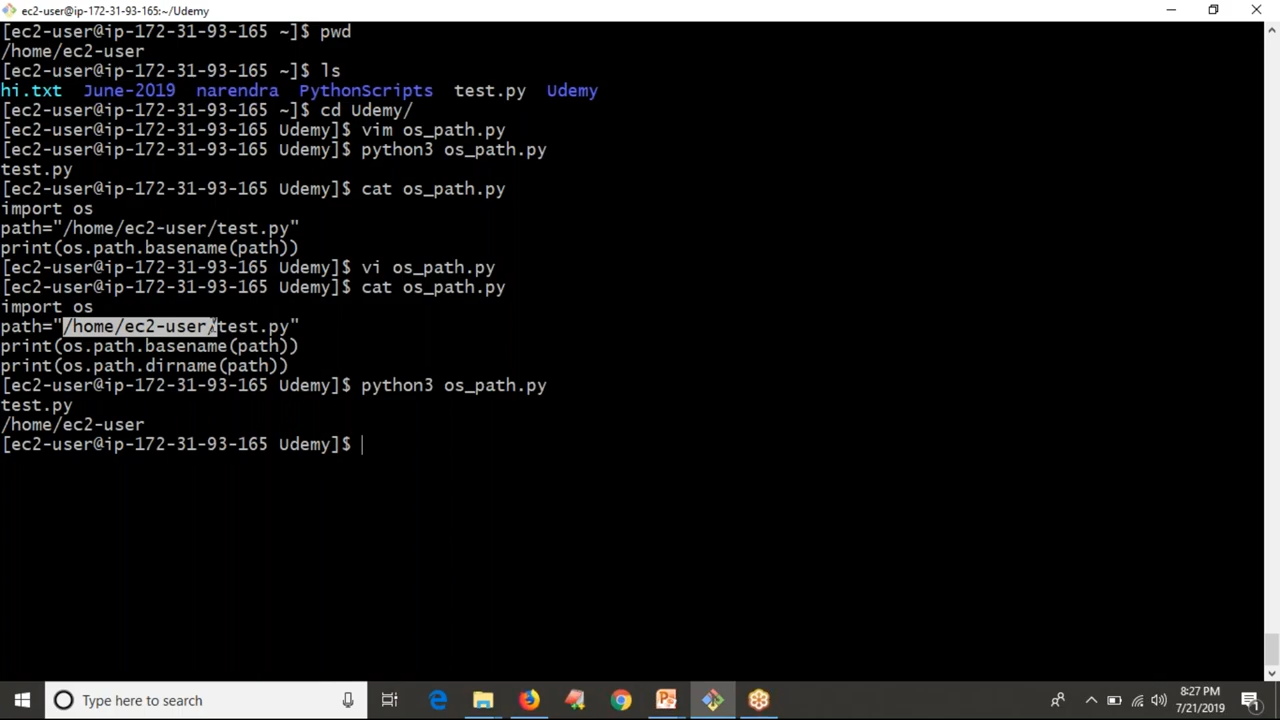 ec2-user@ip-172-31-93-165:~/Udemy
[ec2-user@ip-172-31-93-165 ~]$ pwd
/home/ec2-user
[ec2-user@ip-172-31-93-165 ~]$ ls
hi.txt  June-2019  narendra  PythonScripts  test.py  Udemy
[ec2-user@ip-172-31-93-165 ~]$ cd Udemy/
[ec2-user@ip-172-31-93-165 Udemy]$ vim os_path.py
[ec2-user@ip-172-31-93-165 Udemy]$ python3 os_path.py
test.py
[ec2-user@ip-172-31-93-165 Udemy]$ cat os_path.py
import os
path="/home/ec2-user/test.py"
print(os.path.basename(path))
[ec2-user@ip-172-31-93-165 Udemy]$ vi os_path.py
[ec2-user@ip-172-31-93-165 Udemy]$ cat os_path.py
import os
path="/home/ec2-user/test.py"
print(os.path.basename(path))
print(os.path.dirname(path))
[ec2-user@ip-172-31-93-165 Udemy]$ python3 os_path.py
test.py
/home/ec2-user
[ec2-user@ip-172-31-93-165 Udemy]$
Type here to search
8:27 PM
7/21/2019
1